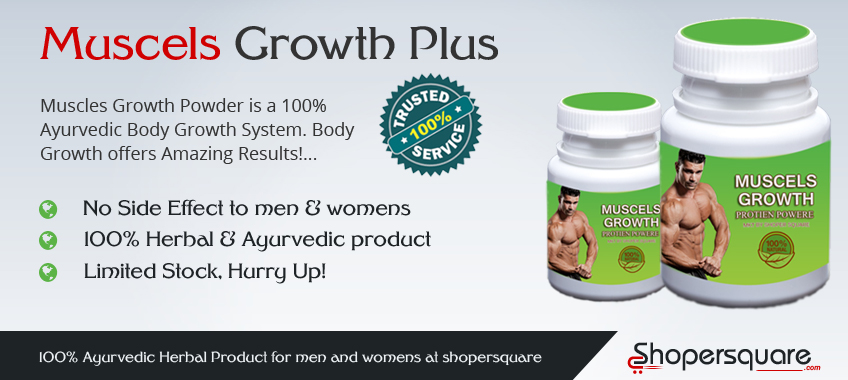 Muscels Growth Plus
Muscles Growth Powder is a 100%
Ayurvedic Body Growth System. Body
Growth offers Amazing Results!...
TRUSTED
100%
SERVICE
No Side Effect to men & womens
100% Herbal & Ayurvedic product
Limited Stock, Hurry Up!
MUSCELS
GROWTH
PROTIEN POWERE
100%
MUSCELS
GROWTH
PROTIEN POWERE
100%
NATURAL
100% Ayurvedic Herbal Product for men and womens at shopersquare
Shopersquare.com